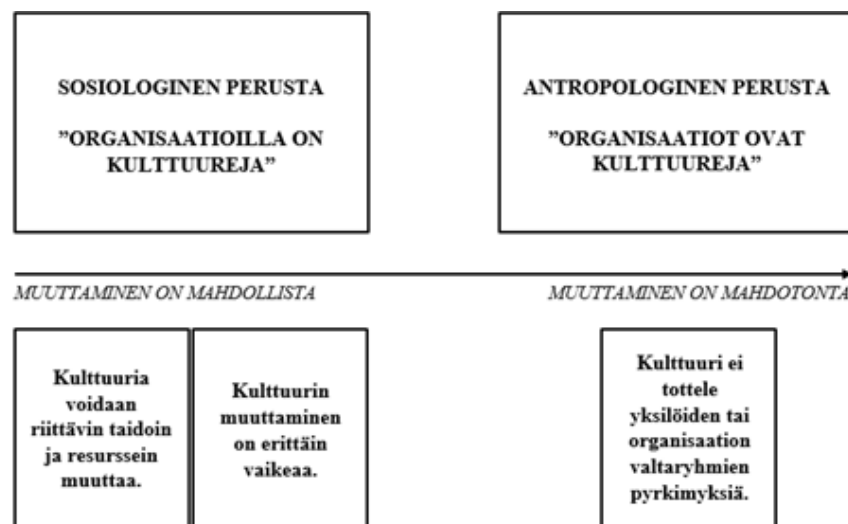 SOSIOLOGINEN PERUSTA
”ORGANISAATIOILLA ON
KULTTUUREJA”
ANTROPOLOGINEN PERUSTA
”ORGANISAATIOT OVAT
KULTTUUREJA”
MUUTTAMINEN ON MAHDOLLISTA
MUUTTAMINEN ON MAHDOTONTA
Kulttuuria
voidaan
riittävin taidoin
ja resurssein
muuttaa.
Kulttuurin
muuttaminen
on erittäin
vaikeaa.
Kulttuuri ei
tottele
yksilöiden tai
organisaation
valtaryhmien
pyrkimyksiä.